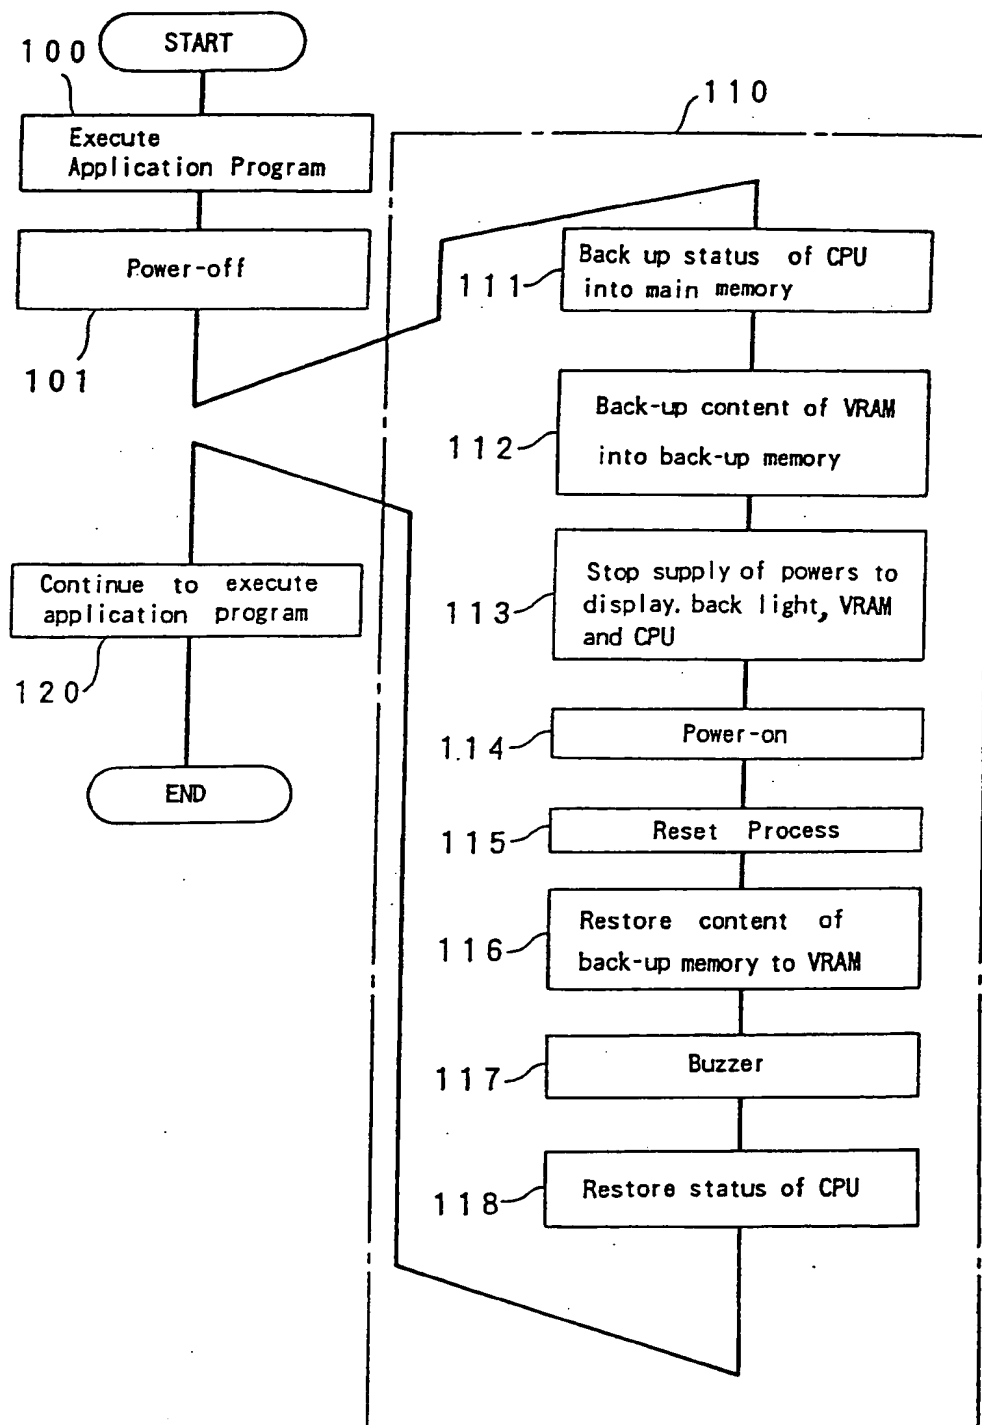 START
100
Execute
Application Program
Power-off
101
110
111
Back up status of CPU
into main memory
112
Back-up content of VRAM
into back-up memory
113
Stop supply of powers to
display. back light, VRAM
and CPU
114
Power-on
115
Reset Process
116
Restore content of
back-up memory to VRAM
117
Buzzer
118
Restore status of CPU
Continue to execute
application program
120
END